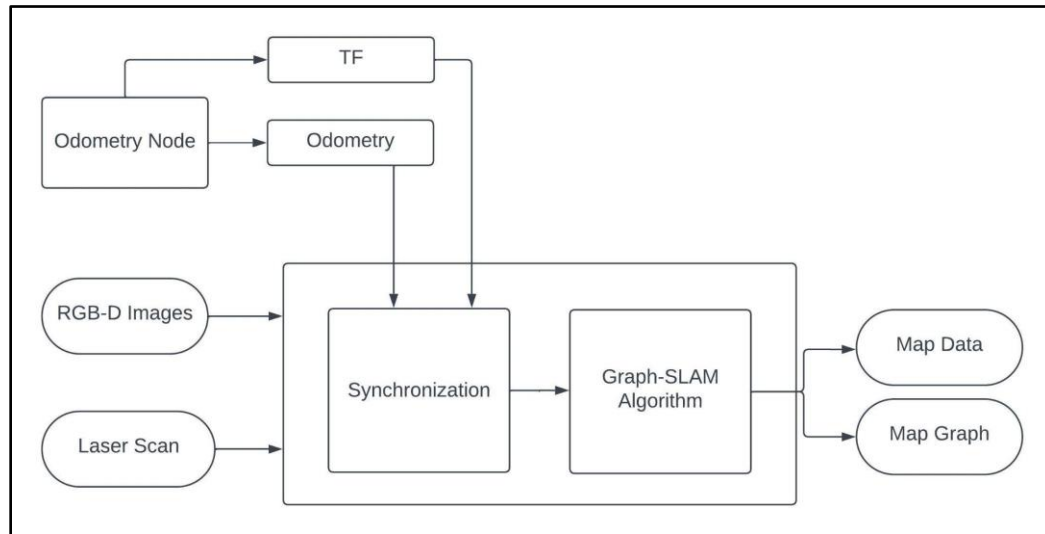 TF
Odometry Node
Odometry
RGB-D Images
Laser Scan
Synchronization
Graph-SLAM
Algorithm
Map Data
Map Graph